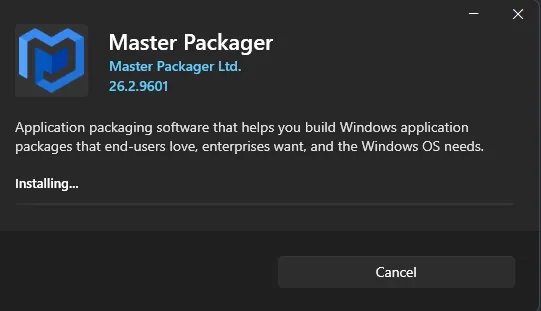 Master Packager
Master Packager Ltd.
26.2.9601
Application packaging software that helps you build Windows application
packages that end-users love, enterprises want, and the Windows OS needs.
Installing...
Cancel